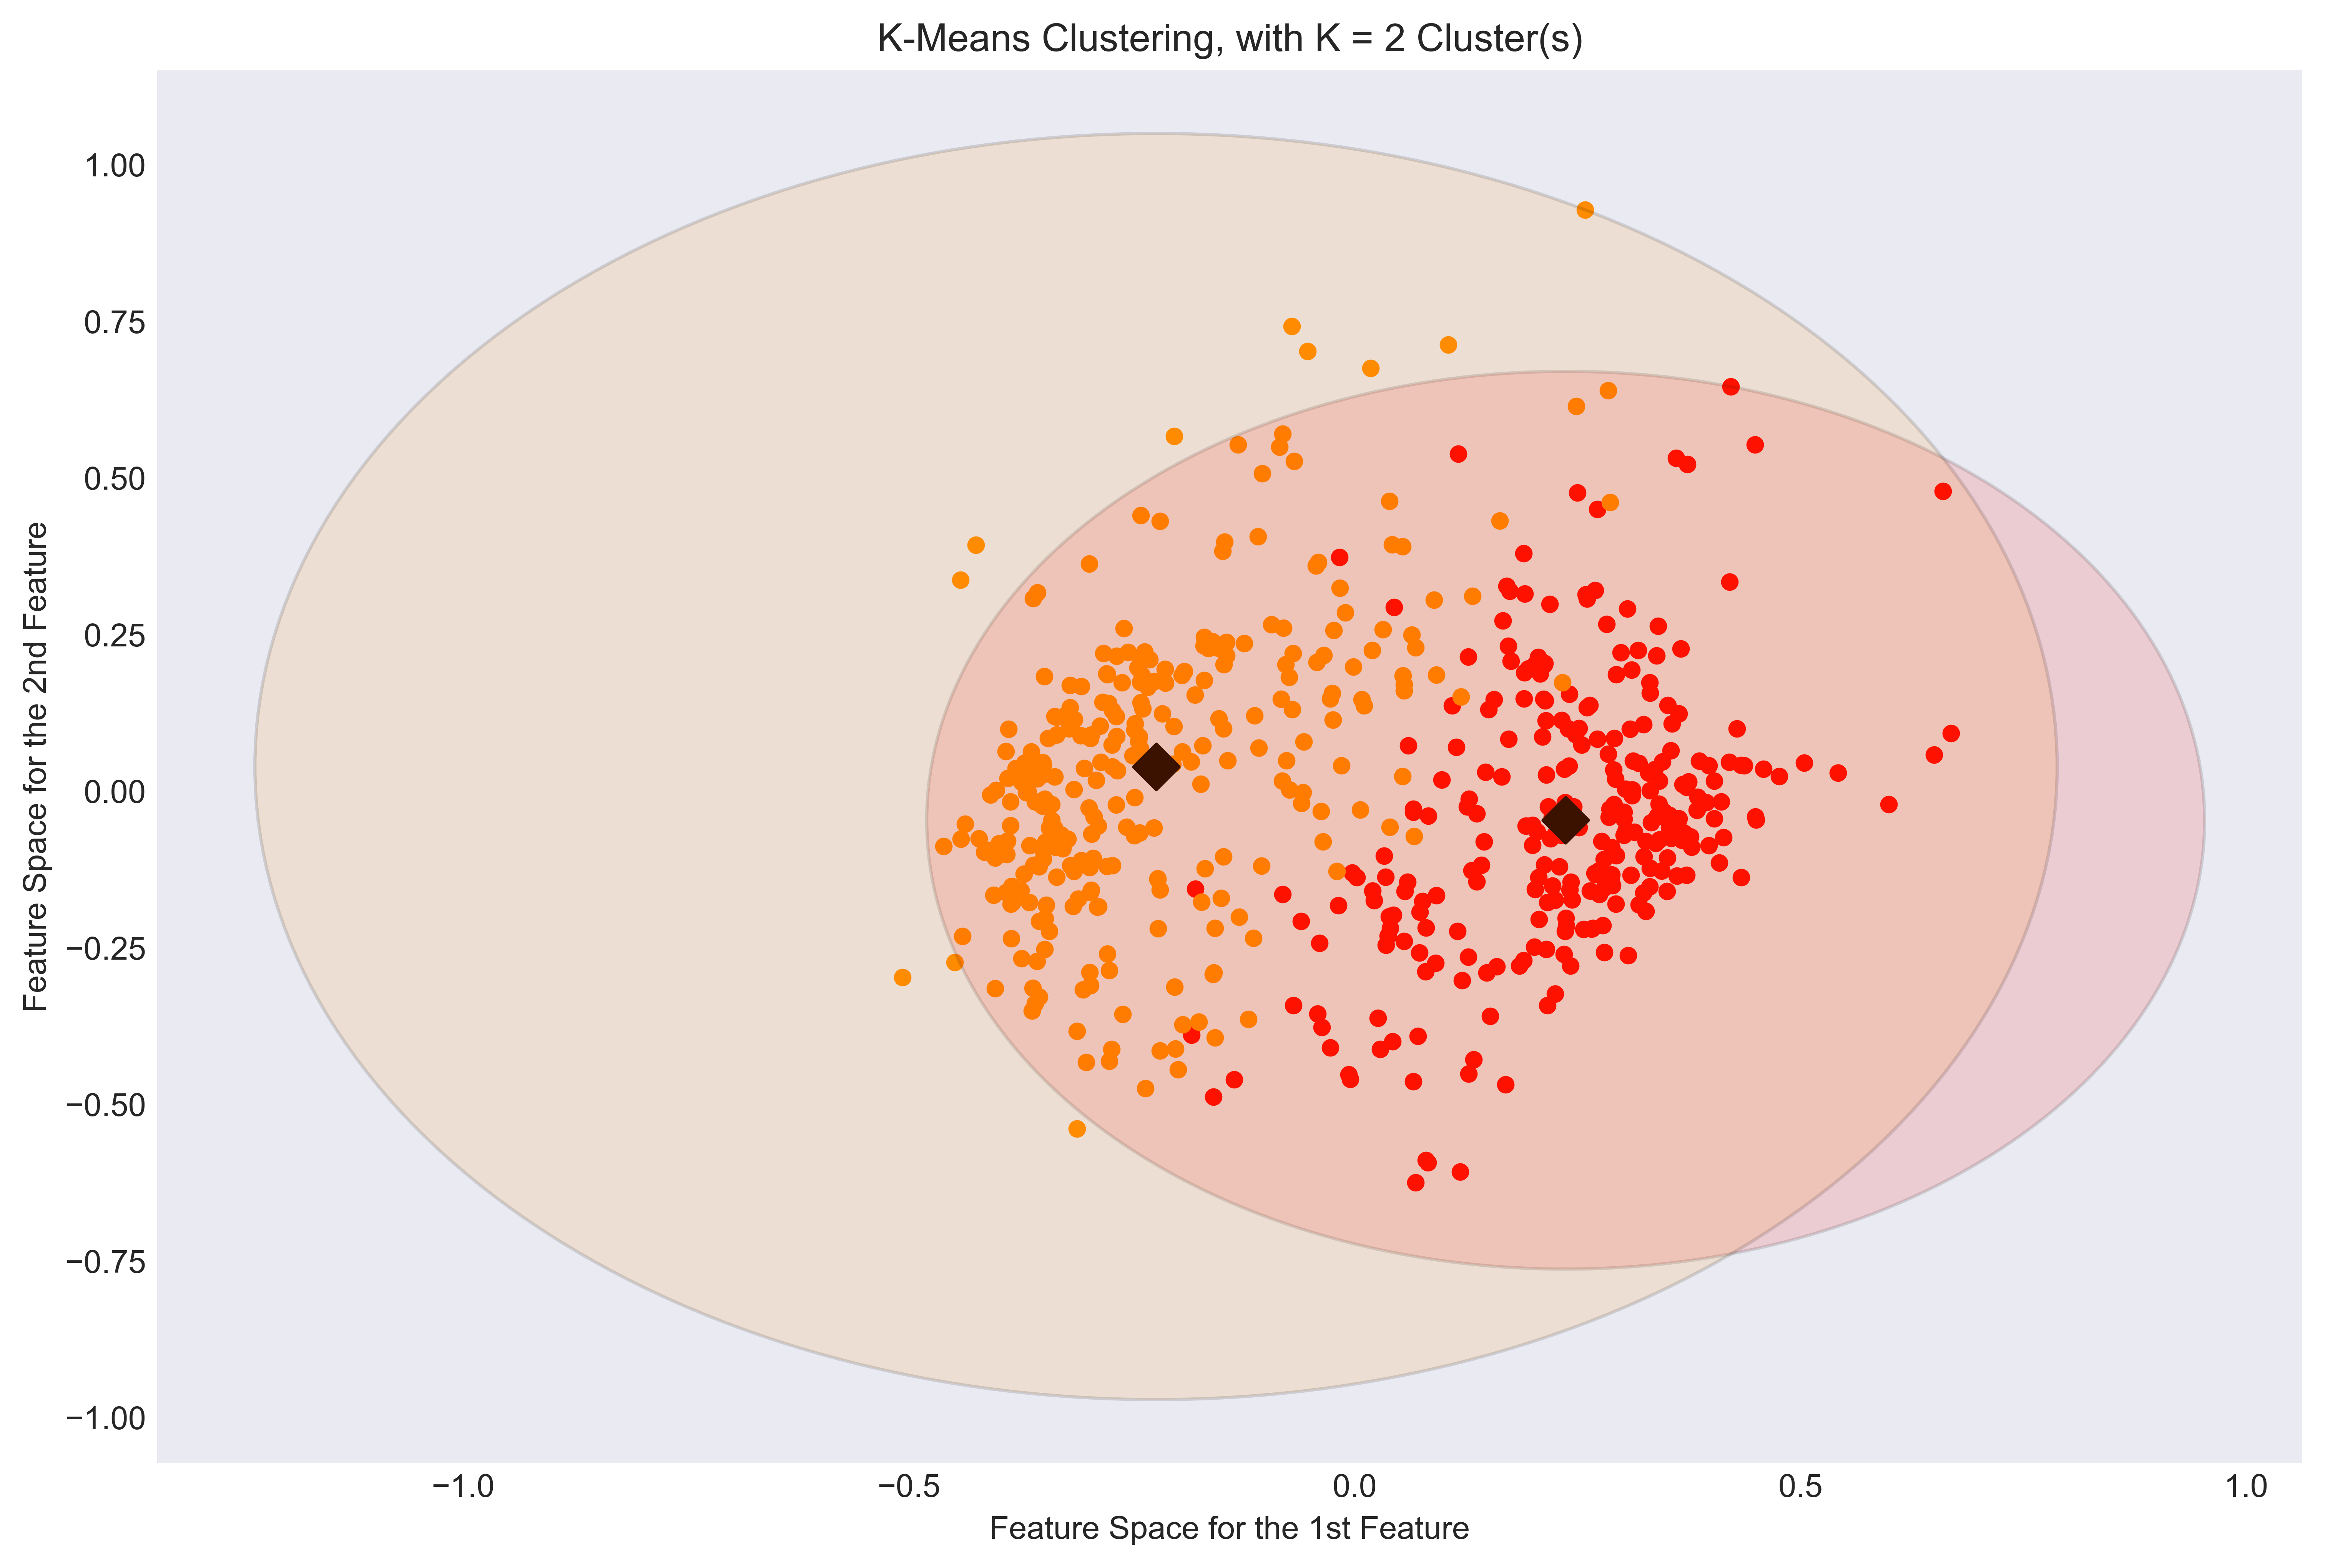 K-Means Clustering, with K = 2 Cluster(s)
Feature Space for the 2nd Feature
1.00
0.75
0.50
0.25
0.00
−0.25
−0.50
−0.75
−1.00
−1.0 −0.5 0.0 0.5 1.0
Feature Space for the 1st Feature